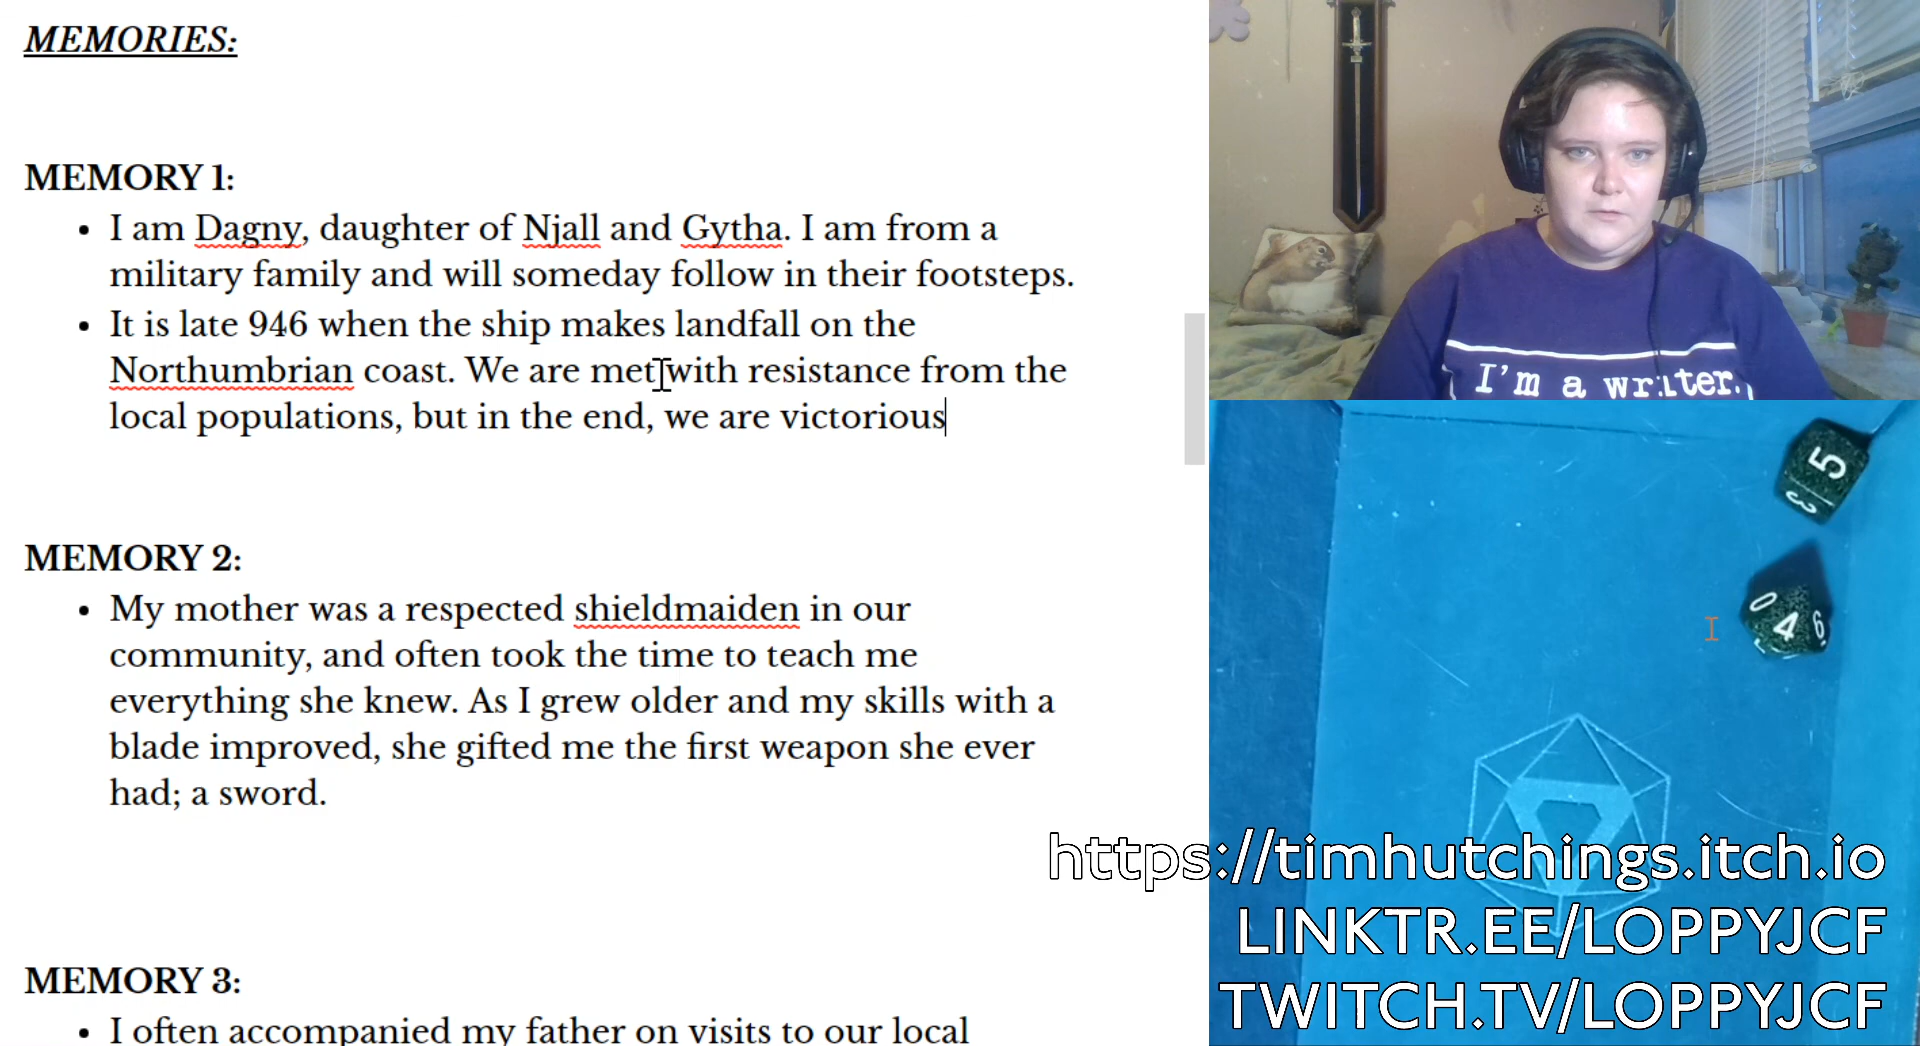 MEMORIES:
MEMORY 1:
• I am Dagny, daughter of Njall and Gytha. I am from a
military family and will someday follow in their footsteps.
• It is late 946 when the ship makes landfall on the
Northumbrian coast. We are met with resistance from the
local populations, but in the end, we are victorious
MEMORY 2:
• My mother was a respected shieldmaiden in our
community, and often took the time to teach me
everything she knew. As I grew older and my skills with a
blade improved, she gifted me the first weapon she ever
had; a sword.
MEMORY 3:
• I often accompanied my father on visits to our local
I'm a writer.
5
3
0 4 6
https://timhutchings.itch.io
LINKTR.EE/LOPPYJCF
TWITCH.TV/LOPPYJCF